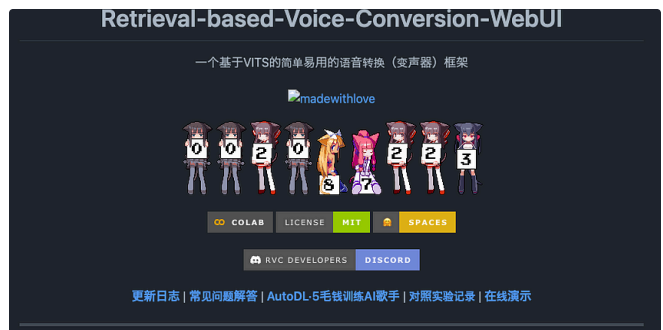 Retrieval-based-Voice-Conversion-WebUI
一个基于VITS的简单易用的语音转换（变声器）框架
madewithlove
0 0 2 0 8 7 2 2 3
COLAB LICENSE MIT SPACES
RVC DEVELOPERS DISCORD
更新日志 | 常见问题解答 | AutoDL·5毛钱训练AI歌手 | 对照实验记录 | 在线演示